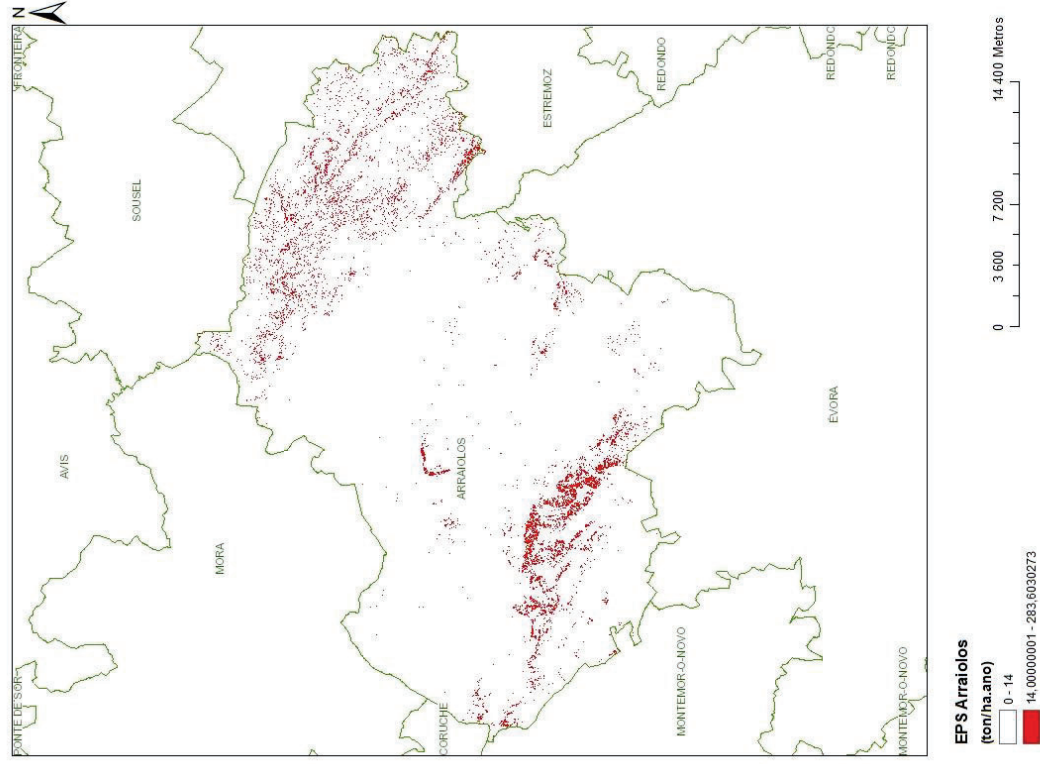 N
PONTE DE SOR
FRONTEIRA
AVIS
SOUSEL
MORA
CORUCHE
ARRAIOLOS
ESTREMOZ
REDONDO
MONTEMOR-O-NOVO
ÉVORA
REDONDO
MONTEMOR-O-NOVO
REDONDO
EPS Arraiolos
(ton/ha.ano)
0 - 14
14,00000001 - 283,6030273
0 3 600 7 200 14 400 Metros